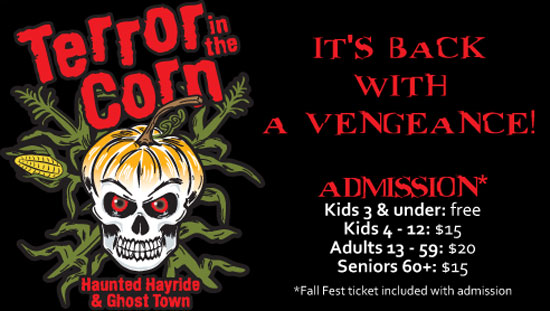 Terror in
the
Corn
Haunted Hayride
& Ghost Town
IT'S BACK
WITH
A VENGEANCE!
ADMISSION*
Kids 3 & under: free
Kids 4 - 12: $15
Adults 13 - 59: $20
Seniors 60+: $15
*Fall Fest ticket included with admission